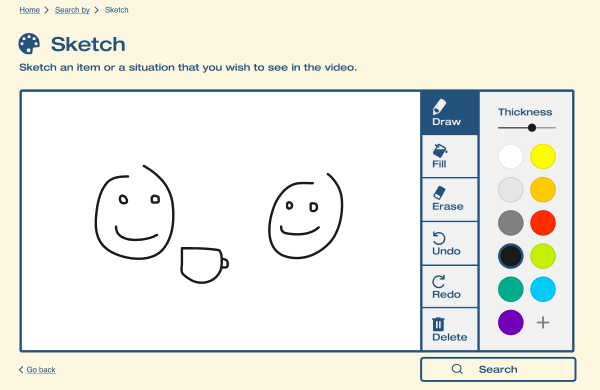 Home > Search by > Sketch
Sketch
Sketch an item or a situation that you wish to see in the video.
Draw
Fill
Erase
Undo
Redo
Delete
Thickness
Go back
Search